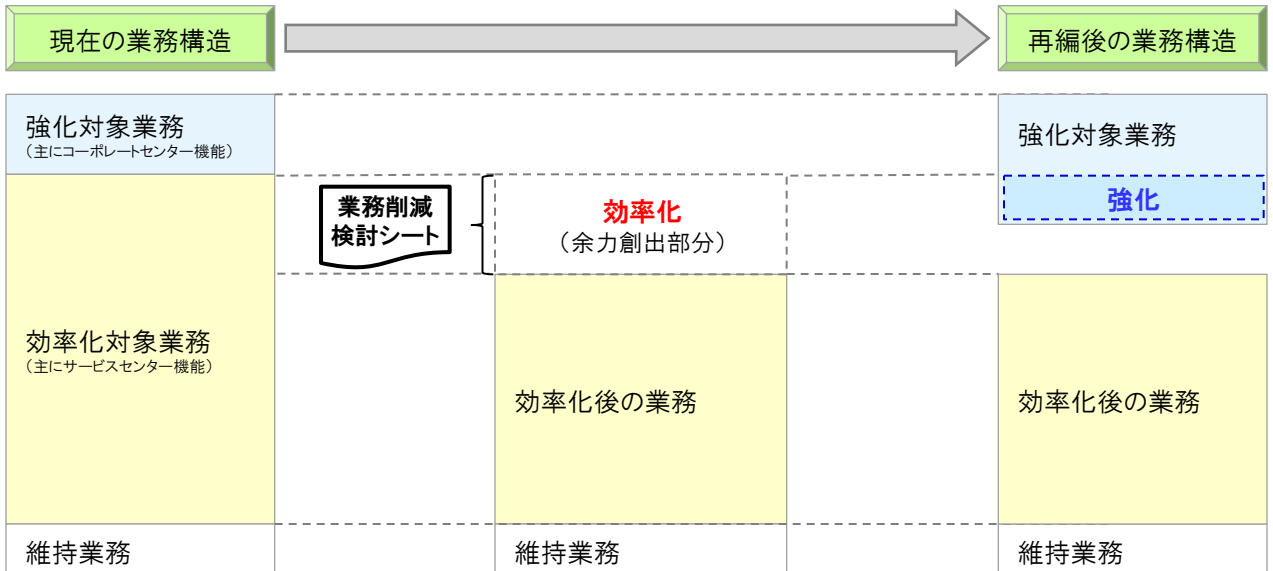 現在の業務構造
再編後の業務構造
強化対象業務
（主にコーポレートセンター機能）
強化対象業務
業務削減
検討シート
効率化
（余力創出部分）
強化
効率化対象業務
（主にサービスセンター機能）
効率化後の業務
効率化後の業務
維持業務
維持業務
維持業務